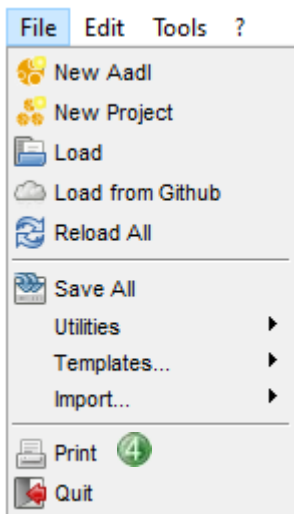 File Edit Tools ?
New Aadl
New Project
Load
Load from Github
Reload All
Save All
Utilities
Templates...
Import...
Print 4
Quit